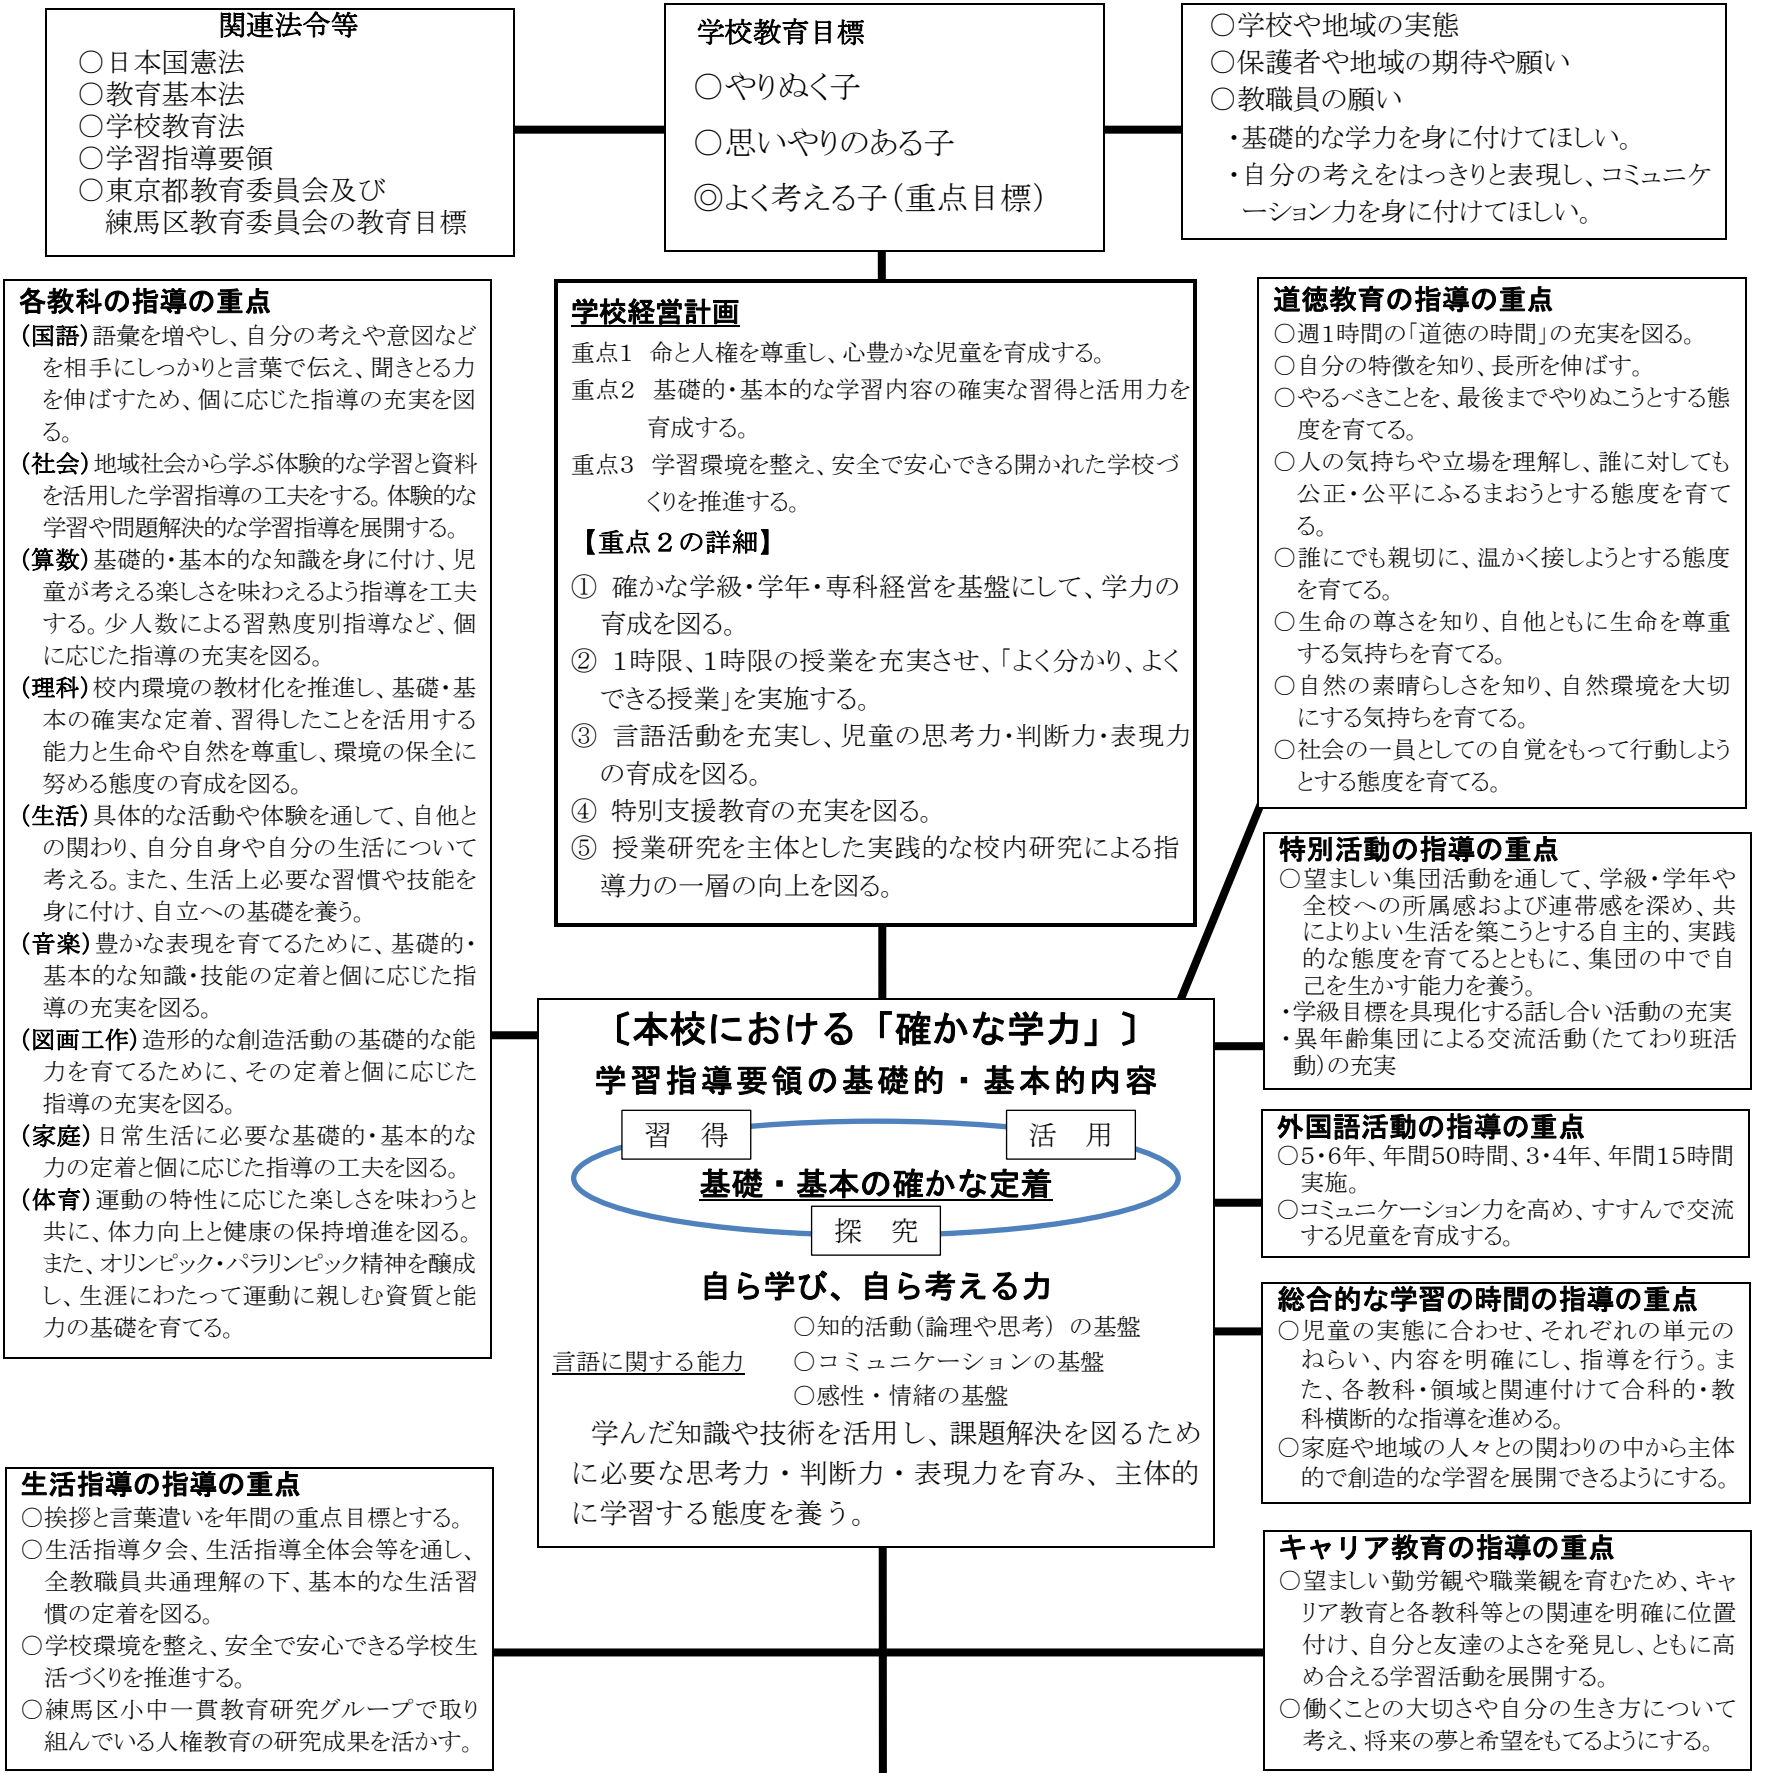 関連法令等
○日本国憲法
○教育基本法
○学校教育法
○学習指導要領
○東京都教育委員会及び
練馬区教育委員会の教育目標
学校教育目標
○やりぬく子
○思いやりのある子
◎よく考える子(重点目標)
○学校や地域の実態
○保護者や地域の期待や願い
○教職員の願い
・基礎的な学力を身に付けてほしい。
・自分の考えをはっきりと表現し、コミュニケ
ーション力を身に付けてほしい。
各教科の指導の重点
(国語)語彙を増やし、自分の考えや意図など
を相手にしっかりと言葉で伝え、聞きとる力
を伸ばすため、個に応じた指導の充実を図
る。
(社会)地域社会から学ぶ体験的な学習と資料
を活用した学習指導の工夫をする。体験的な
学習や問題解決的な学習指導を展開する。
(算数)基礎的・基本的な知識を身に付け、児
童が考える楽しさを味わえるよう指導を工夫
する。少人数による習熟度別指導など、個
に応じた指導の充実を図る。
(理科)校内環境の教材化を推進し、基礎・基
本の確実な定着、習得したことを活用する
能力と生命や自然を尊重し、環境の保全に
努める態度の育成を図る。
(生活)具体的な活動や体験を通して、自他と
の関わり、自分自身や自分の生活について
考える。また、生活上必要な習慣や技能を
身に付け、自立への基礎を養う。
(音楽)豊かな表現を育てるために、基礎的・
基本的な知識・技能の定着と個に応じた指
導の充実を図る。
(図画工作)造形的な創造活動の基礎的な能
力を育てるために、その定着と個に応じた
指導の充実を図る。
(家庭)日常生活に必要な基礎的・基本的な
力の定着と個に応じた指導の工夫を図る。
(体育)運動の特性に応じた楽しさを味わうと
共に、体力向上と健康の保持増進を図る。
また、オリンピック・パラリンピック精神を醸成
し、生涯にわたって運動に親しむ資質と能
力の基礎を育てる。
学校経営計画
重点1 命と人権を尊重し、心豊かな児童を育成する。
重点2 基礎的・基本的な学習内容の確実な習得と活用力を
育成する。
重点3 学習環境を整え、安全で安心できる開かれた学校づ
くりを推進する。
【重点2の詳細】
① 確かな学級・学年・専科経営を基盤にして、学力の
育成を図る。
② 1時限、1時限の授業を充実させ、「よく分かり、よく
できる授業」を実施する。
③ 言語活動を充実し、児童の思考力・判断力・表現力
の育成を図る。
④ 特別支援教育の充実を図る。
⑤ 授業研究を主体とした実践的な校内研究による指
導力の一層の向上を図る。
道徳教育の指導の重点
○週1時間の「道徳の時間」の充実を図る。
○自分の特徴を知り、長所を伸ばす。
○やるべきことを、最後までやりぬこうとする態
度を育てる。
○人の気持ちや立場を理解し、誰に対しても
公正・公平にふるまおうとする態度を育て
る。
○誰にでも親切に、温かく接しようとする態度
を育てる。
○生命の尊さを知り、自他ともに生命を尊重
する気持ちを育てる。
○自然の素晴らしさを知り、自然環境を大切
にする気持ちを育てる。
○社会の一員としての自覚をもって行動しよう
とする態度を育てる。
特別活動の指導の重点
○望ましい集団活動を通して、学級・学年や
全校への所属感および連帯感を深め、共
によりよい生活を築こうとする自主的、実践
的な態度を育てるとともに、集団の中で自
己を生かす能力を養う。
・学級目標を具現化する話し合い活動の充実
・異年齢集団による交流活動(たてわり班活
動)の充実
〔本校における「確かな学力」〕
学習指導要領の基礎的・基本的内容
習 得
活 用
基礎・基本の確かな定着
探 究
自ら学び、自ら考える力
○知的活動(論理や思考)の基盤
言語に関する能力 ○コミュニケーションの基盤
○感性・情緒の基盤
学んだ知識や技術を活用し、課題解決を図るため
に必要な思考力・判断力・表現力を育み、主体的
に学習する態度を養う。
外国語活動の指導の重点
○5・6年、年間50時間、3・4年、年間15時間
実施。
○コミュニケーション力を高め、すすんで交流
する児童を育成する。
総合的な学習の時間の指導の重点
○児童の実態に合わせ、それぞれの単元の
ねらい、内容を明確にし、指導を行う。ま
た、各教科・領域と関連付けて合科的・教
科横断的な指導を進める。
○家庭や地域の人々との関わりの中から主体
的で創造的な学習を展開できるようにする。
生活指導の指導の重点
○挨拶と言葉遣いを年間の重点目標とする。
○生活指導夕会、生活指導全体会等を通し、
全教職員共通理解の下、基本的な生活習
慣の定着を図る。
○学校環境を整え、安全で安心できる学校生
活づくりを推進する。
○練馬区小中一貫教育研究グループで取り
組んでいる人権教育の研究成果を活かす。
キャリア教育の指導の重点
○望ましい勤労観や職業観を育むため、キャ
リア教育と各教科等との関連を明確に位置
付け、自分と友達のよさを発見し、ともに高
め合える学習活動を展開する。
○働くことの大切さや自分の生き方について
考え、将来の夢と希望をもてるようにする。